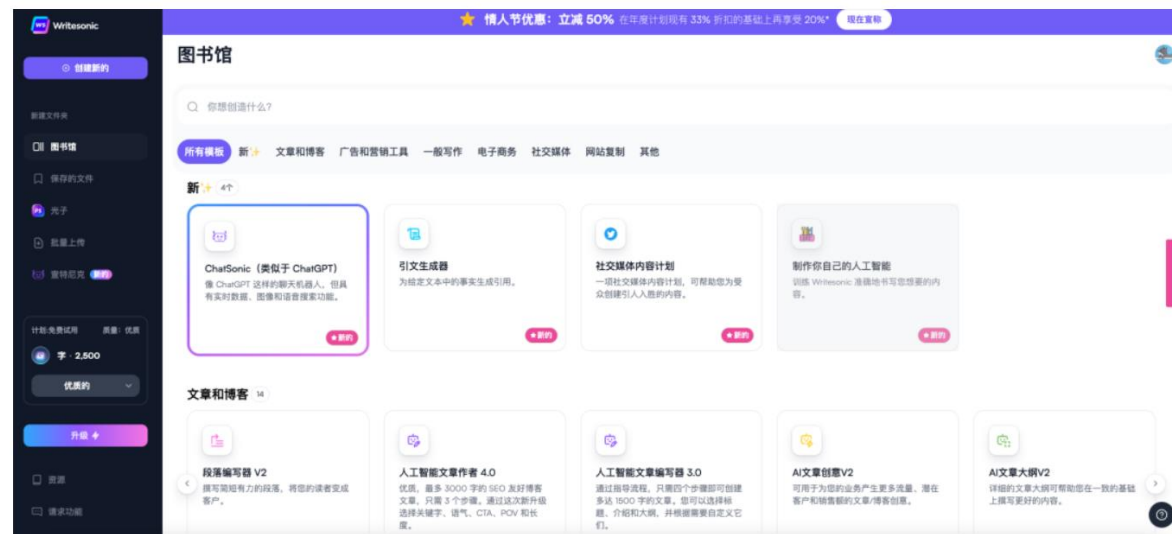 Writesonic
⭐ 情人节优惠：立减 50% 在年度计划现有 33% 折扣的基础上再享受 20%* 现在宣称
图书馆
⊙ 创建新的
你想创造什么?
新建文件夹
图书馆
保存的文件
光子
批量上传
(新的)
计划:免费试用 质量: 优质
字 · 2,500
优质的
升级
资源
请求功能
所有模板 新✨ 文章和博客 广告和营销工具 一般写作 电子商务 社交媒体 网站复制 其他
新✨ 4个
ChatSonic（类似于 ChatGPT）
像 ChatGPT 这样的聊天机器人，但具
有实时数据、图像和语音搜索功能。
★新的
引文生成器
为给定文本中的事实生成引用。
★新的
社交媒体内容计划
一项社交媒体内容计划，可帮助您为受
众创建引人入胜的内容。
★新的
制作你自己的人工智能
训练 Writesonic 准确地书写您想要的内
容。
★新的
文章和博客 14
段落编写器 V2
撰写简短有力的段落，将您的读者变成
客户。
人工智能文章作者 4.0
优质，最多 3000 字的 SEO 友好博客
文章，只需 3 个步骤。通过这次新升级
选择关键字、语气、CTA、POV 和长
度。
人工智能文章编写器 3.0
通过指导流程，只需四个步骤即可创建
多达 1500 字的文章。您可以选择标
题、介绍和大纲，并根据需要自定义它
们。
AI文章创意V2
可用于为您的业务产生更多流量、潜在
客户和销售额的文章/博客创意。
AI文章大纲V2
详细的文章大纲可帮助您在一致的基础
上撰写更好的内容。